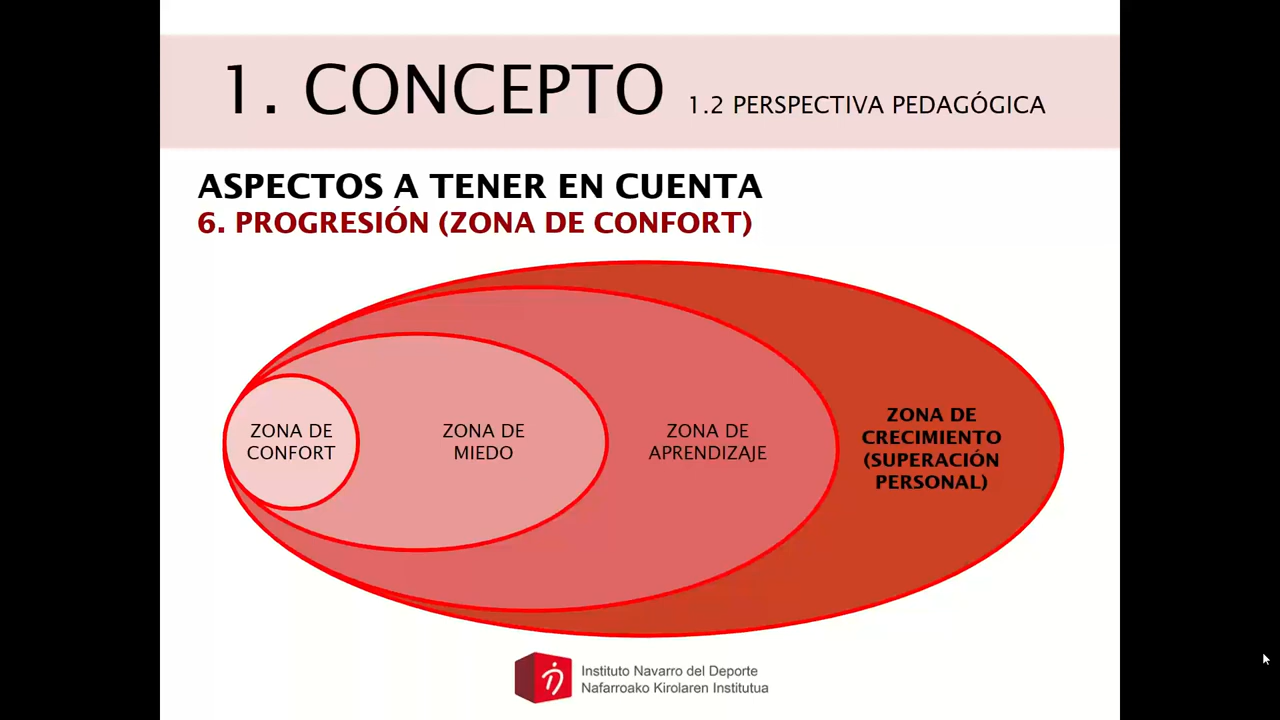 1. CONCEPTO 1.2 PERSPECTIVA PEDAGÓGICA
ASPECTOS A TENER EN CUENTA
6. PROGRESIÓN (ZONA DE CONFORT)
ZONA DE
CONFORT
ZONA DE
MIEDO
ZONA DE
APRENDIZAJE
ZONA DE
CRECIMIENTO
(SUPERACIÓN
PERSONAL)
Instituto Navarro del Deporte
Nafarroako Kirolaren Institutua